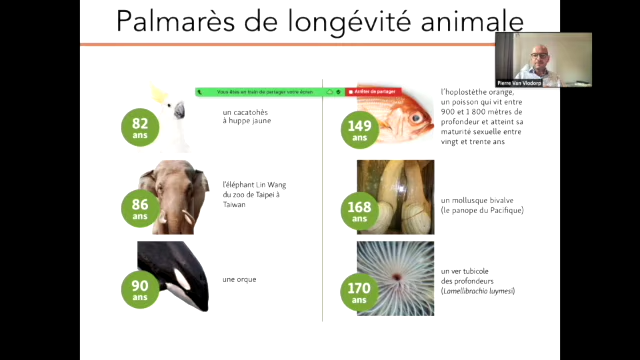 Palmarès de longévité animale
Vous êtes en train de partager votre écran
Arrêter de partager
Pierre Van Vlodorp
82
ans
un cacatoès
à huppe jaune
86
ans
l'éléphant Lin Wang
du zoo de Taipei à
Taiwan
90
ans
une orque
149
ans
l'hoplostèthe orange,
un poisson qui vit entre
900 et 1 800 mètres de
profondeur et atteint sa
maturité sexuelle entre
vingt et trente ans
168
ans
un mollusque bivalve
(le panope du Pacifique)
170
ans
un ver tubicole
des profondeurs
(Lamellibrachia luymesi)